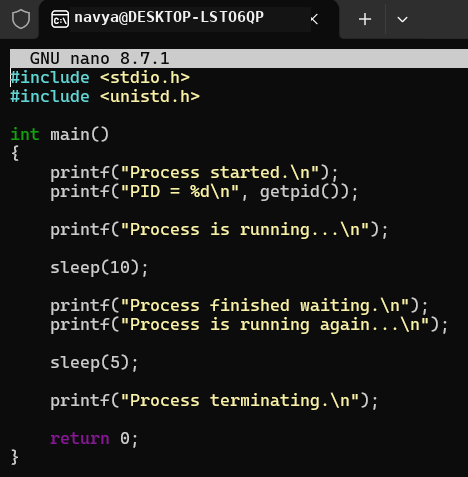 navya@DESKTOP-LSTO6QP
GNU nano 8.7.1
#include <stdio.h>
#include <unistd.h>
int main()
{
    printf("Process started.\n");
    printf("PID = %d\n", getpid());
    printf("Process is running...\n");
    sleep(10);
    printf("Process finished waiting.\n");
    printf("Process is running again...\n");
    sleep(5);
    printf("Process terminating.\n");
    return 0;
}